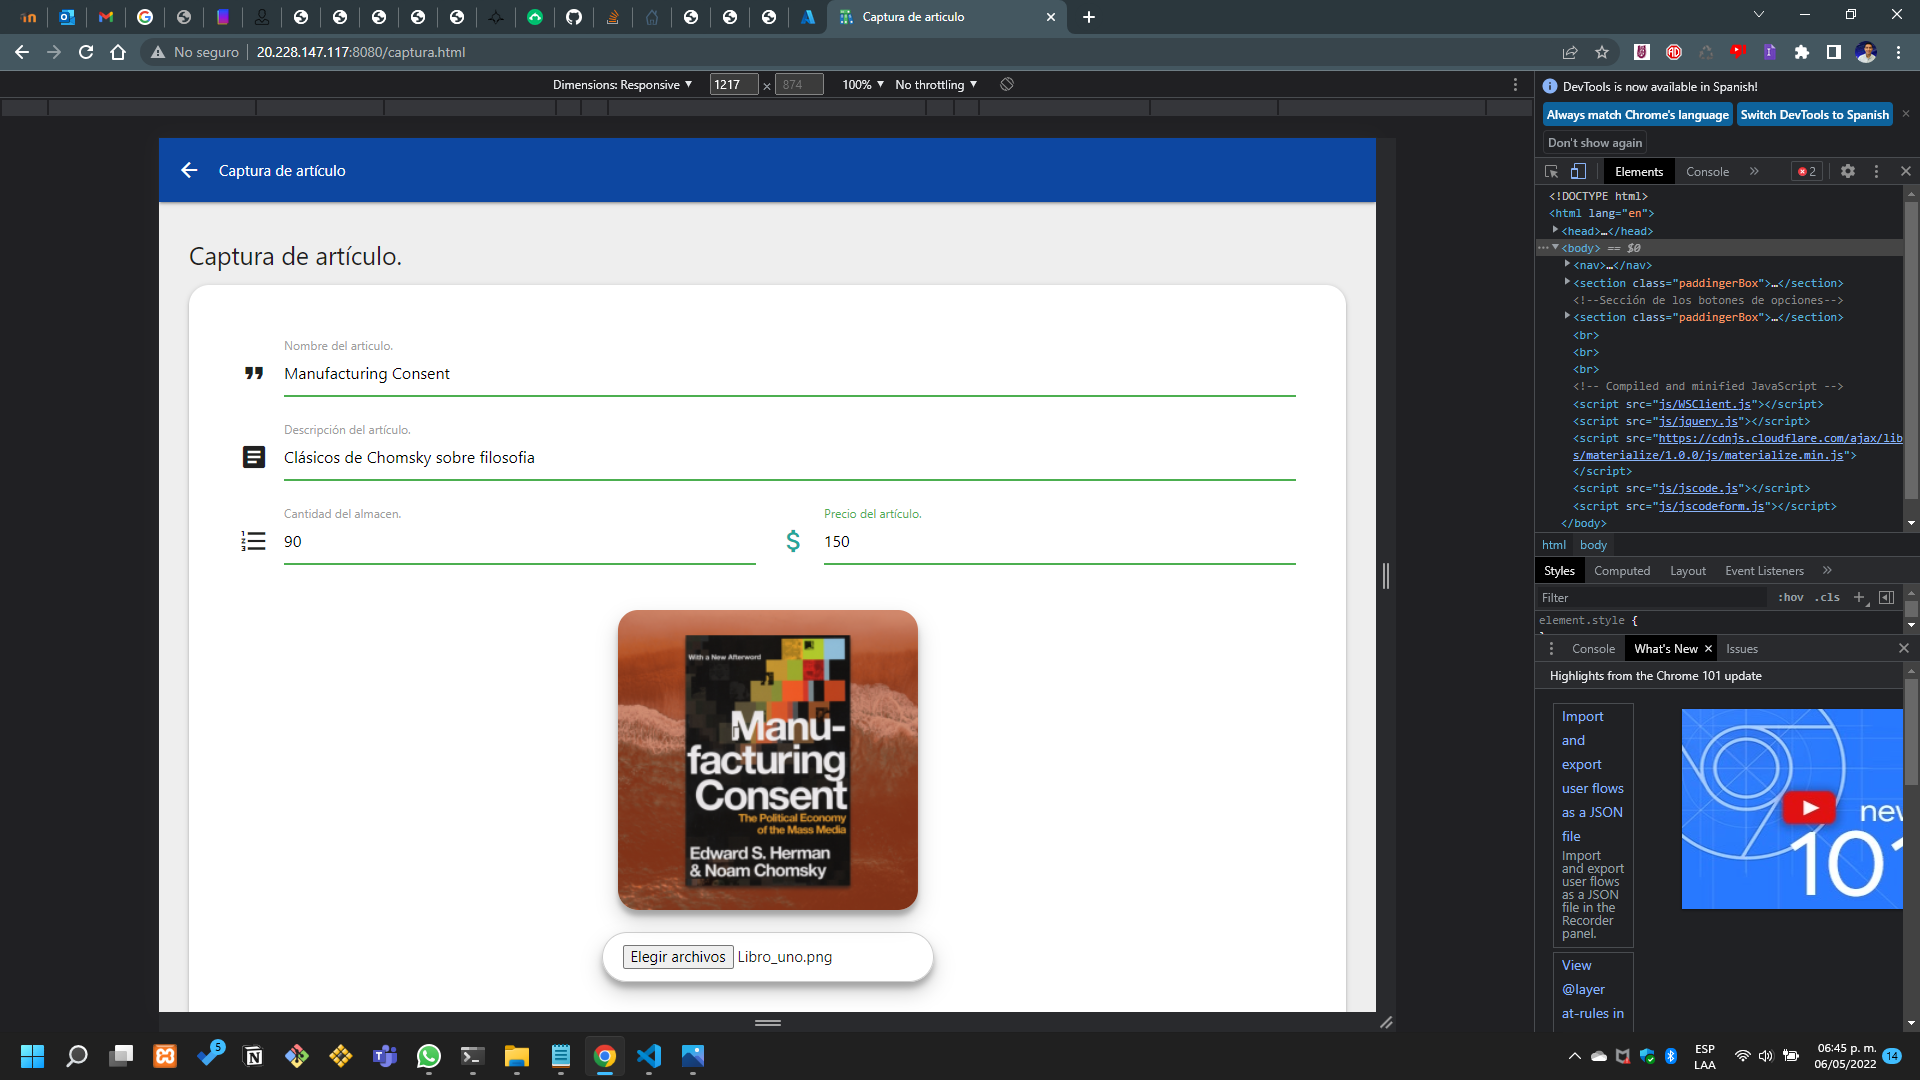 Captura de articulo
No seguro
20.228.147.117:8080/captura.html
Dimensions: Responsive ▼ 1217 × 874 100% ▼ No throttling ▼
Captura de artículo
Captura de artículo.
Nombre del articulo.
Manufacturing Consent
Descripción del artículo.
Clásicos de Chomsky sobre filosofia
Cantidad del almacen.
90
Precio del artículo.
150
With a New Afterword
Manu-
facturing
Consent
The Political Economy
of the Mass Media
Edward S. Herman
& Noam Chomsky
Elegir archivos Libro_uno.png
DevTools is now available in Spanish!
Always match Chrome's language
Switch DevTools to Spanish
Don't show again
Elements Console » 2
<!DOCTYPE html>
<html lang="en">
<head>…</head>
<body> == $0
<nav>…</nav>
<section class="paddingerBox">…</section>
<!--Sección de los botones de opciones-->
<section class="paddingerBox">…</section>
<br>
<br>
<br>
<!-- Compiled and minified JavaScript -->
<script src="js/WSClient.js"></script>
<script src="js/jquery.js"></script>
<script src="https://cdnjs.cloudflare.com/ajax/lib
s/materialize/1.0.0/js/materialize.min.js">
</script>
<script src="js/jscode.js"></script>
<script src="js/jscodeform.js"></script>
</body>
html body
Styles Computed Layout Event Listeners »
Filter :hov .cls +
element.style {
Console What's New × Issues
Highlights from the Chrome 101 update
Import
and
export
user flows
as a JSON
file
Import
and export
user flows
as a JSON
file in the
Recorder
panel.
View
@layer
at-rules in
new
101
5
ESP
LAA
06:45 p. m.
06/05/2022
14